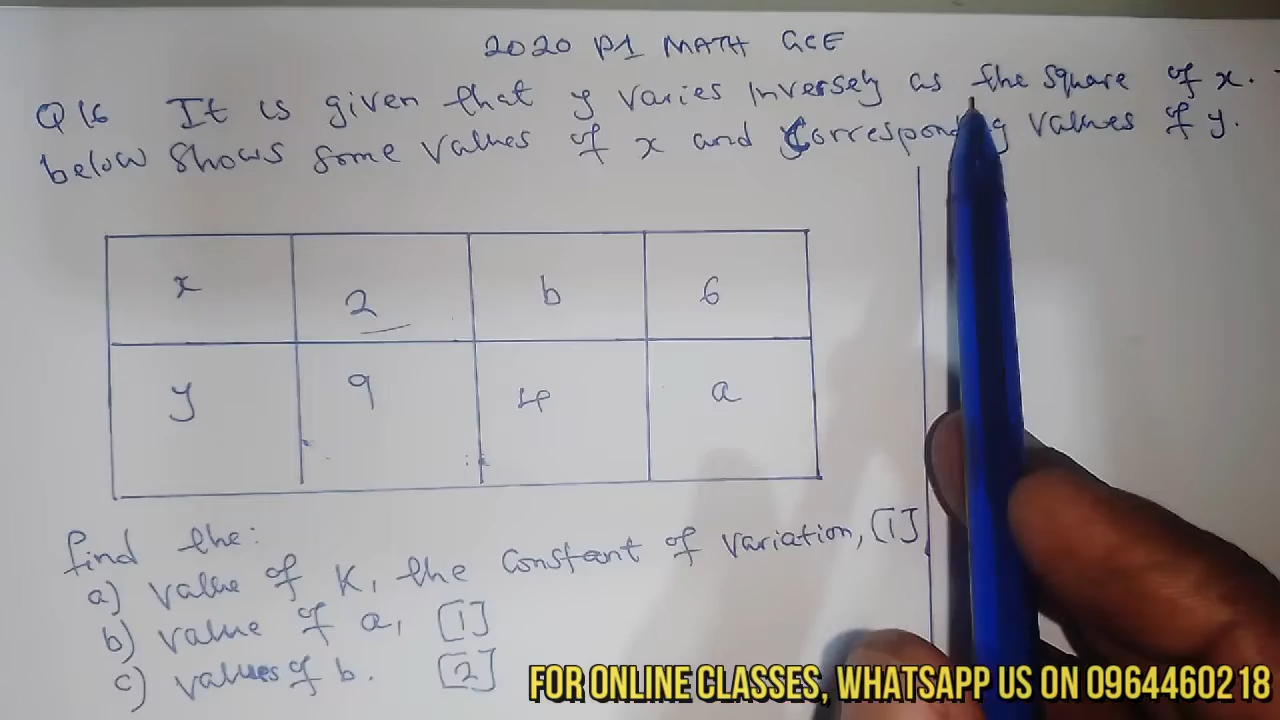 2020 P1 MATH GCE
Q16 It is given that y varies inversely as the square of x.
below shows some values of x and corresponding values of y.
x 2 b 6
y 9 4 a
find the:
a) value of K, the constant of variation, [1]
b) value of a, [1]
c) values of b. [2]
FOR ONLINE CLASSES, WHATSAPP US ON 0964460218